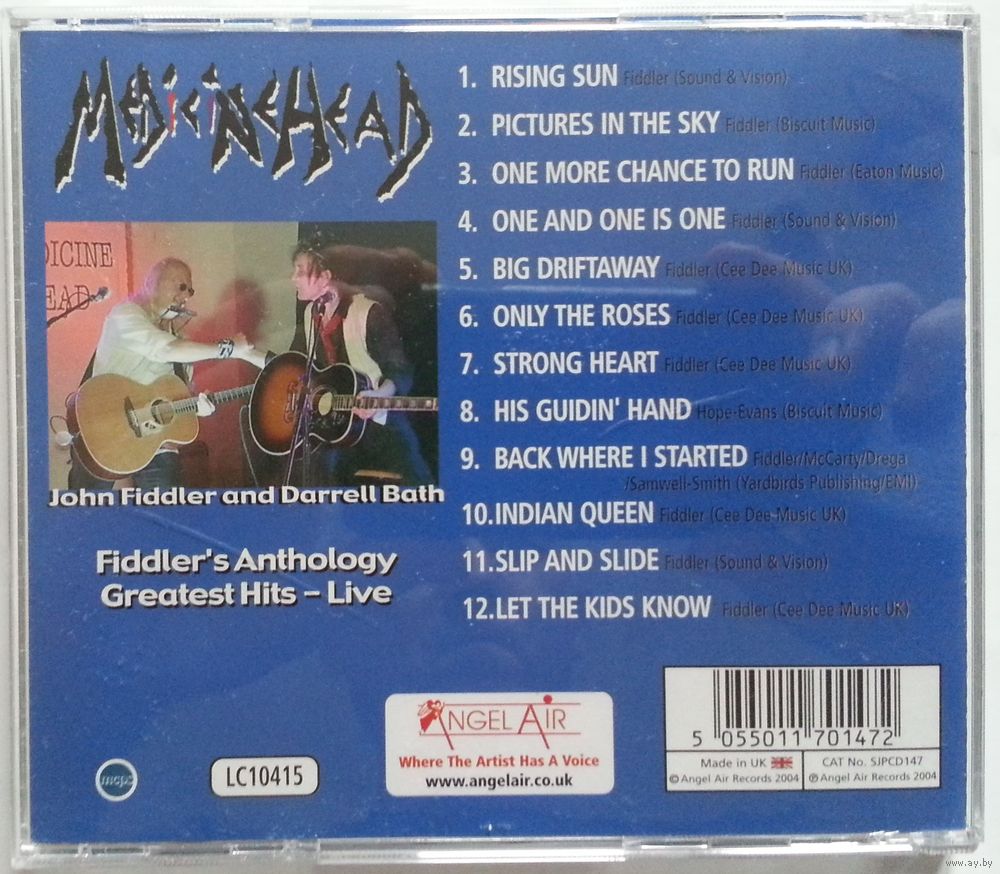 MEDiCiNEHEAD
DICINE
EAD
John Fiddler and Darrell Bath
Fiddler's Anthology
Greatest Hits – Live
1. RISING SUN Fiddler (Sound & Vision)
2. PICTURES IN THE SKY Fiddler (Biscuit Music)
3. ONE MORE CHANCE TO RUN Fiddler (Eaton Music)
4. ONE AND ONE IS ONE Fiddler (Sound & Vision)
5. BIG DRIFTAWAY Fiddler (Cee Dee Music UK)
6. ONLY THE ROSES Fiddler (Cee Dee Music UK)
7. STRONG HEART Fiddler (Cee Dee Music UK)
8. HIS GUIDIN' HAND Hope-Evans (Biscuit Music)
9. BACK WHERE I STARTED Fiddler/McCarty/Drega
/Samwell-Smith (Yardbirds Publishing/EMI)
10.INDIAN QUEEN Fiddler (Cee Dee Music UK)
11.SLIP AND SLIDE Fiddler (Sound & Vision)
12.LET THE KIDS KNOW Fiddler (Cee Dee Music UK)
mcps
LC10415
ANGEL AIR
Where The Artist Has A Voice
www.angelair.co.uk
5 055011 701472
Made in UK
© Angel Air Records 2004
CAT No. SJPCD147
℗ Angel Air Records 2004
www.ay.by